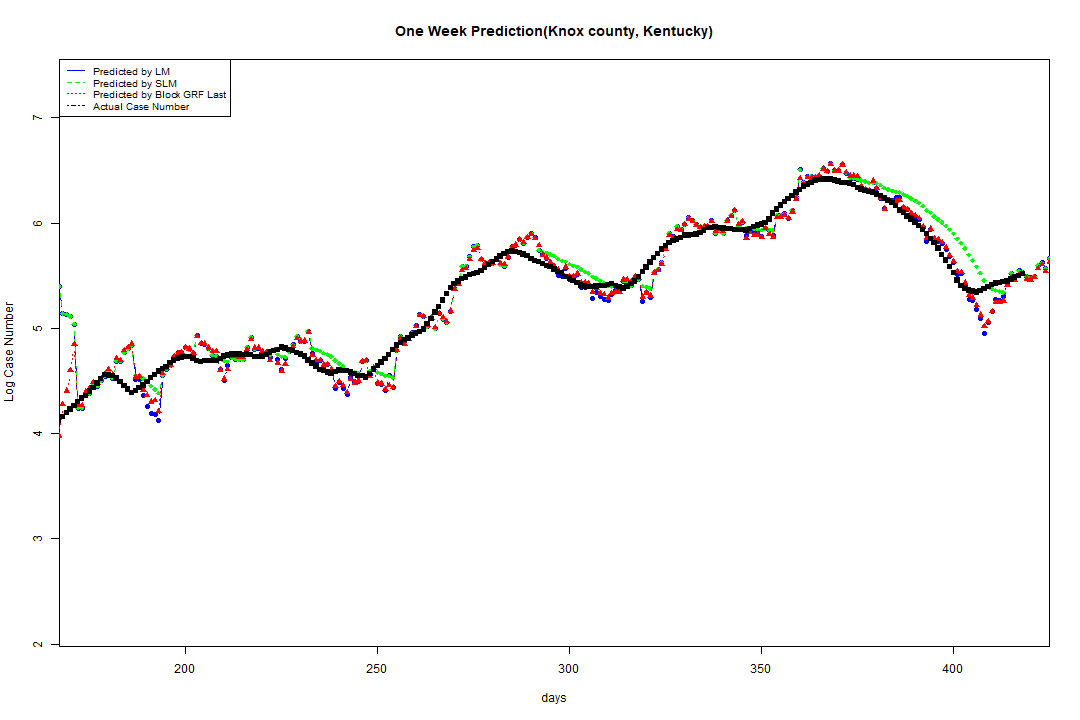 One Week Prediction(Knox county, Kentucky)
Predicted by LM
Predicted by SLM
Predicted by Block GRF Last
Actual Case Number
7
6
5
4
3
2
Log Case Number
200 250 300 350 400
days